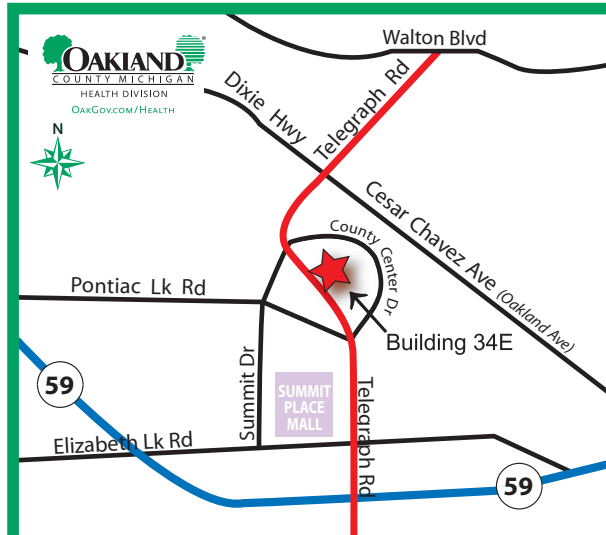 OAKLAND®
COUNTY MICHIGAN
HEALTH DIVISION
OAKGOV.COM/HEALTH
N
Walton Blvd
Telegraph Rd
Dixie Hwy
Cesar Chavez Ave (Oakland Ave)
County Center Dr
Pontiac Lk Rd
Building 34E
59
Summit Dr
SUMMIT
PLACE
MALL
Telegraph Rd
Elizabeth Lk Rd
59